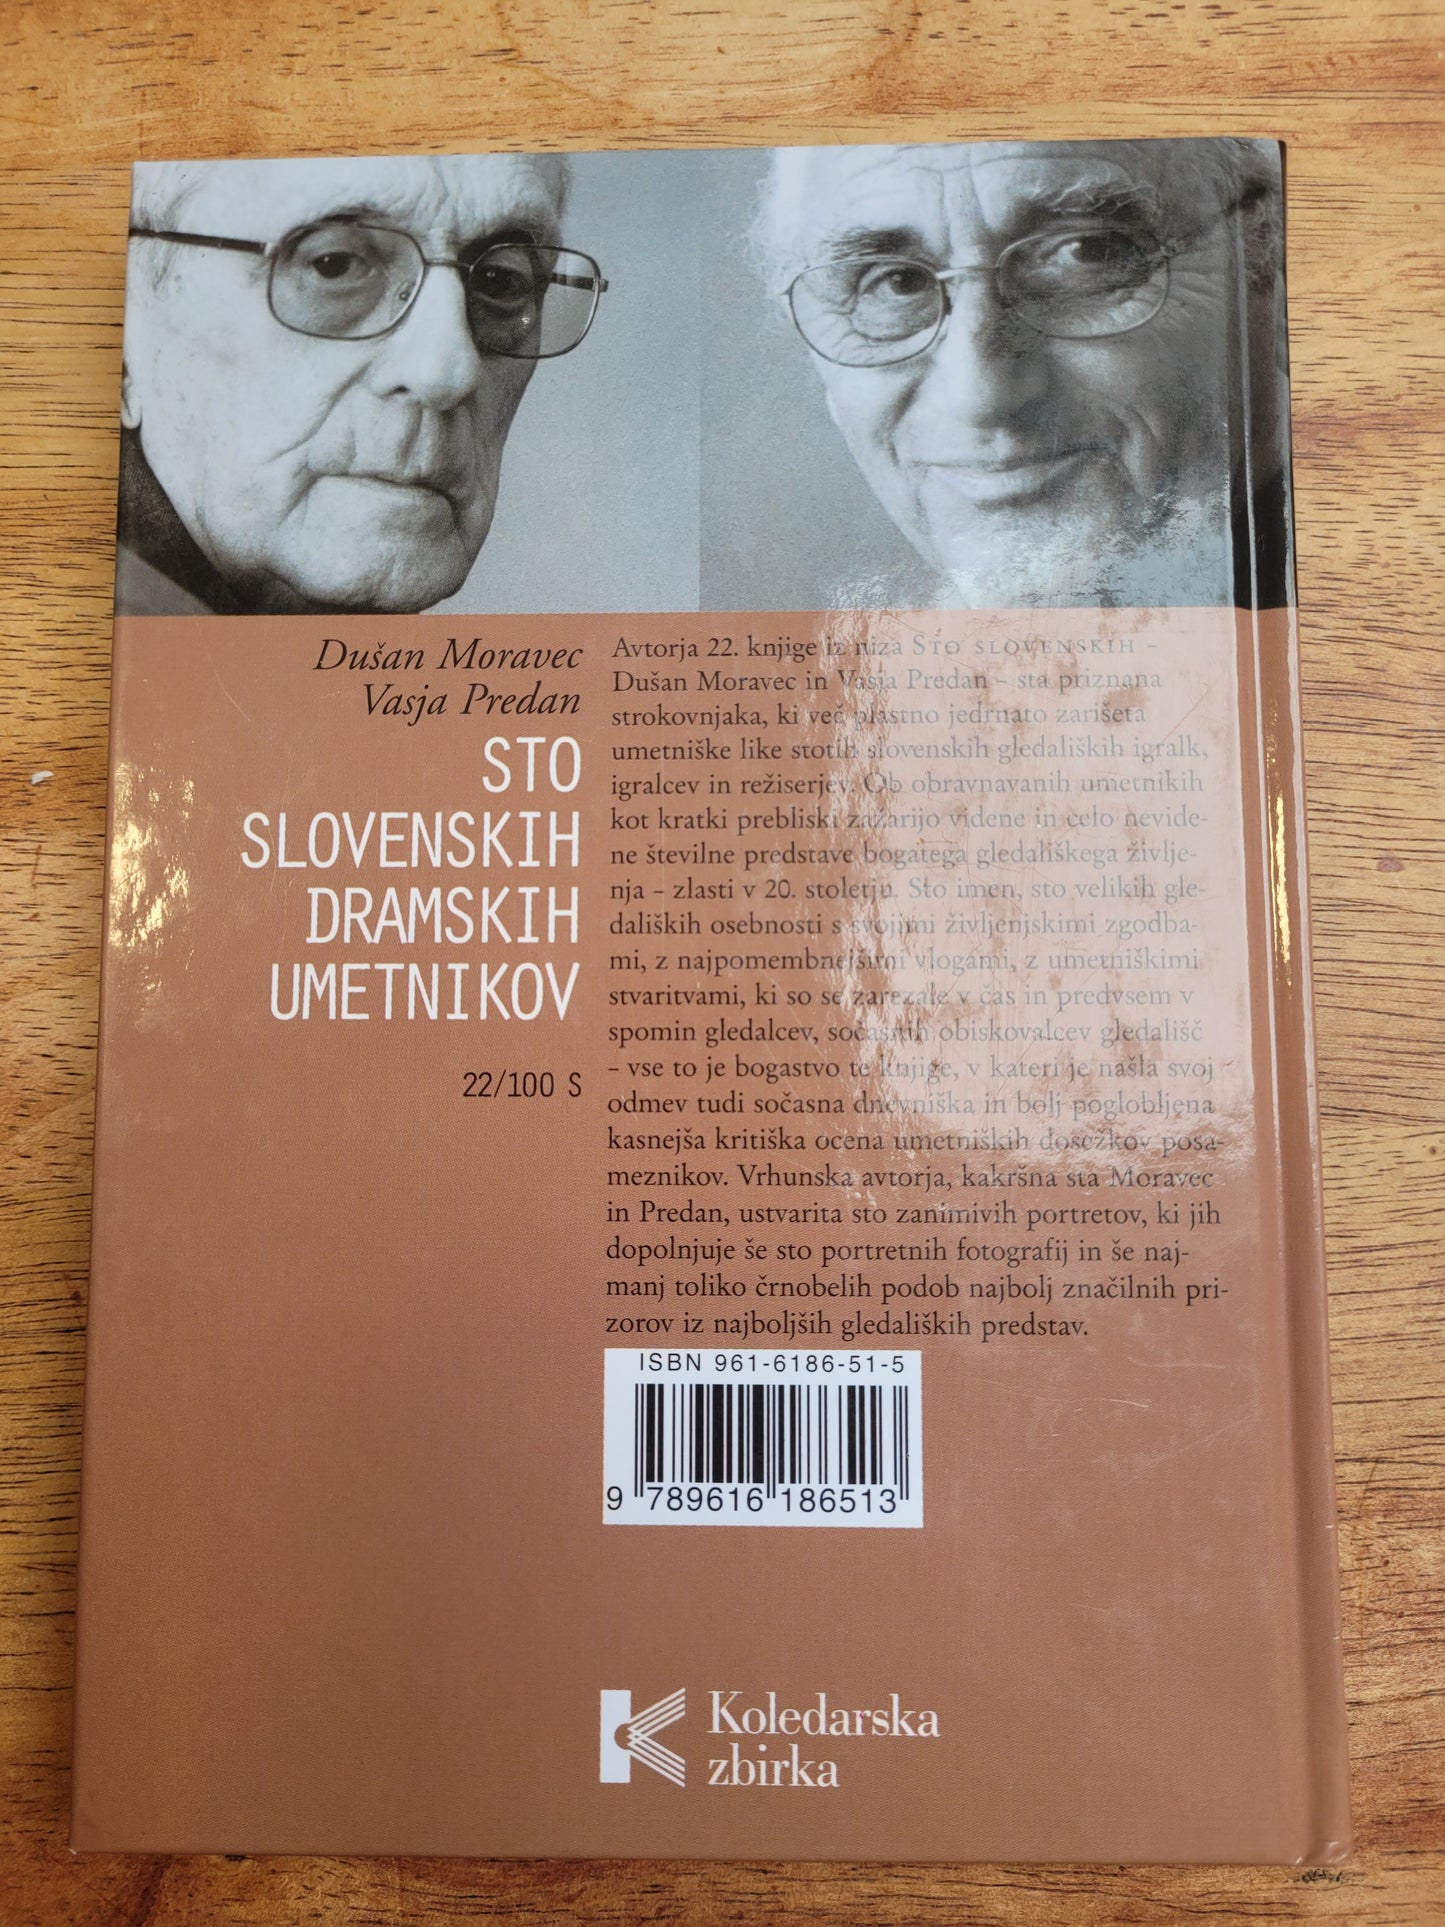 Dušan Moravec
Vasja Predan
STO
SLOVENSKIH
DRAMSKIH
UMETNIKOV
22/100 S
Avtorja 22. knjige iz niza STO SLOVENSKIH –
Dušan Moravec in Vasja Predan – sta priznana
strokovnjaka, ki več plastno jedrnato zarišeta
umetniške like stotih slovenskih gledaliških igralk,
igralcev in režiserjev. Ob obravnavanih umetnikih
kot kratki prebliski zažarijo videne in celo nevide-
ne številne predstave bogatega gledališkega življe-
nja – zlasti v 20. stoletju. Sto imen, sto velikih gle-
daliških osebnosti s svojimi življenjskimi zgodba-
mi, z najpomembnejšimi vlogami, z umetniškimi
stvaritvami, ki so se zarezale v čas in predvsem v
spomin gledalcev, sočasnih obiskovalcev gledališč
– vse to je bogastvo te knjige, v kateri je našla svoj
odmev tudi sočasna dnevniška in bolj poglobljena
kasnejša kritiška ocena umetniških dosežkov posa-
meznikov. Vrhunska avtorja, kakršna sta Moravec
in Predan, ustvarita sto zanimivih portretov, ki jih
dopolnjuje še sto portretnih fotografij in še naj-
manj toliko črnobelih podob najbolj značilnih pri-
zorov iz najboljših gledaliških predstav.
ISBN 961-6186-51-5
9 789616 186513
Koledarska
zbirka